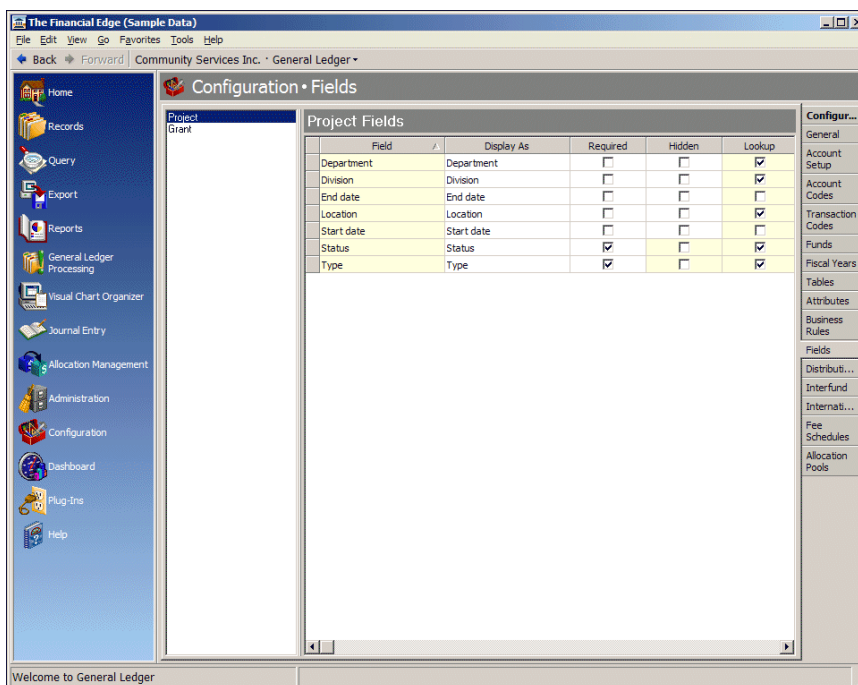 The Financial Edge (Sample Data)
File Edit View Go Favorites Tools Help
Back Forward Community Services Inc. · General Ledger
Configuration • Fields
Home
Records
Query
Export
Reports
General Ledger
Processing
Visual Chart Organizer
Journal Entry
Allocation Management
Administration
Configuration
Dashboard
Plug-Ins
Help
Project
Grant
Project Fields
Field Display As Required Hidden Lookup
Department Department
Division Division
End date End date
Location Location
Start date Start date
Status Status
Type Type
Configur...
General
Account
Setup
Account
Codes
Transaction
Codes
Funds
Fiscal Years
Tables
Attributes
Business
Rules
Fields
Distributi...
Interfund
Internati...
Fee
Schedules
Allocation
Pools
Welcome to General Ledger